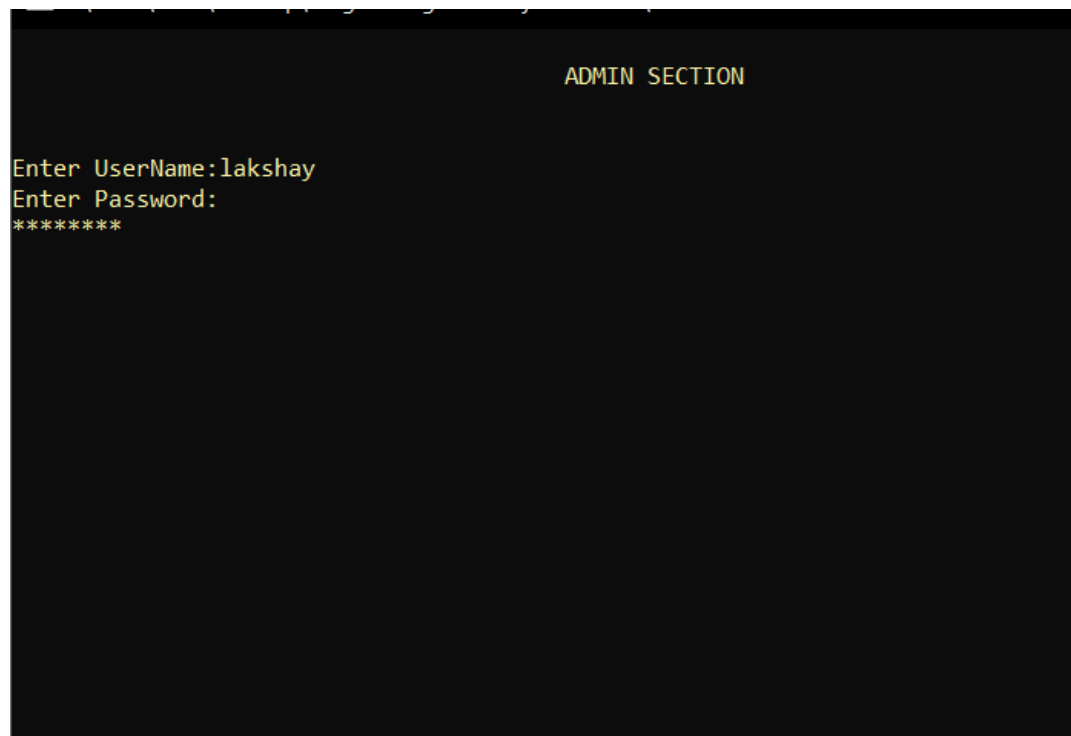 ADMIN SECTION
Enter UserName:lakshay
Enter Password:
********